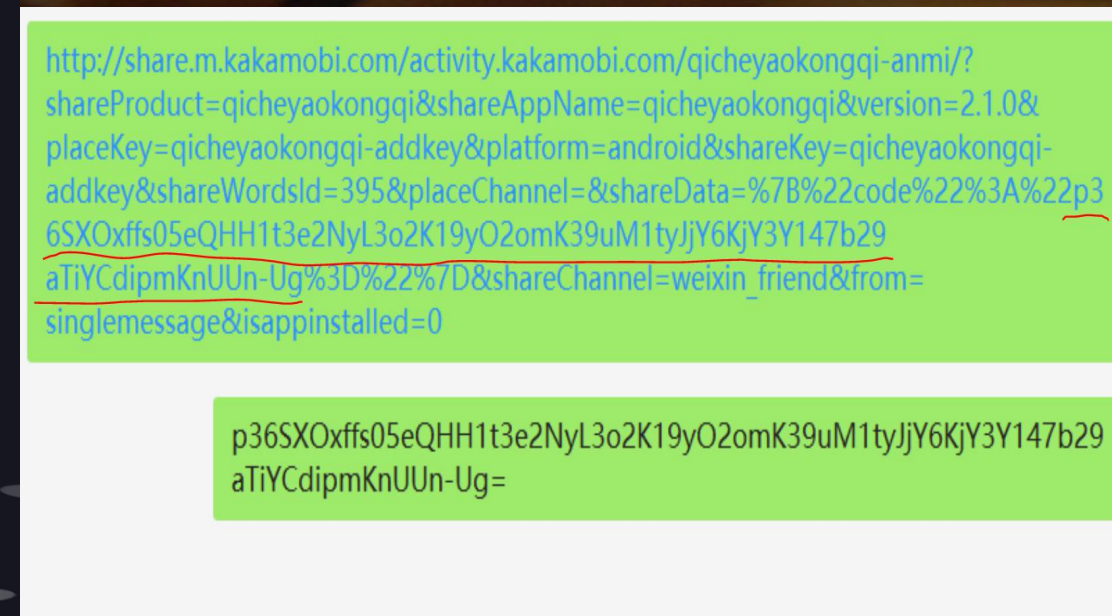 http://share.m.kakamobi.com/activity.kakamobi.com/qicheyaokongqi-anmi/?
shareProduct=qicheyaokongqi&shareAppName=qicheyaokongqi&version=2.1.0&
placeKey=qicheyaokongqi-addkey&platform=android&shareKey=qicheyaokongqi-
addkey&shareWordsId=395&placeChannel=&shareData=%7B%22code%22%3A%22p3
6SXOxffs05eQHH1t3e2NyL3o2K19yO2omK39uM1tyJjY6KjY3Y147b29
aTiYCdipmKnUUn-Ug%3D%22%7D&shareChannel=weixin_friend&from=
singlemessage&isappinstalled=0
p36SXOxffs05eQHH1t3e2NyL3o2K19yO2omK39uM1tyJjY6KjY3Y147b29
aTiYCdipmKnUUn-Ug=